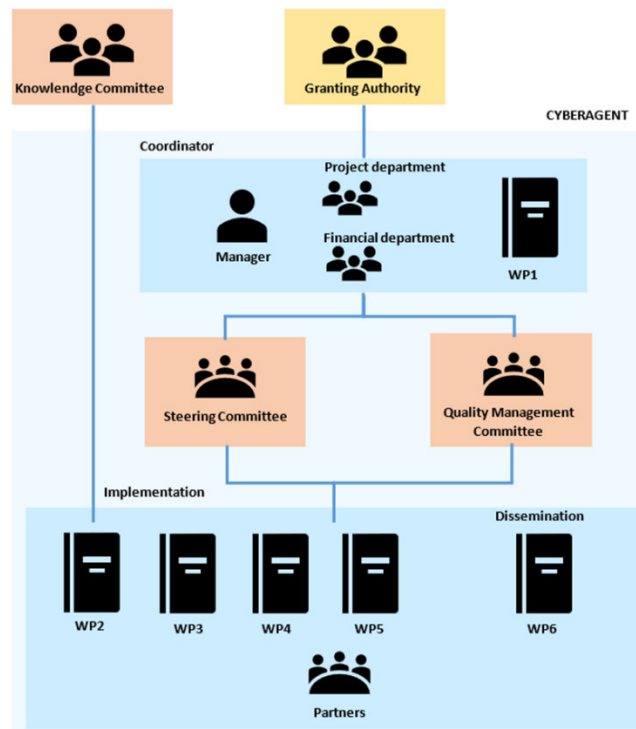 Knowlendge Committee
Granting Authority
CYBERAGENT
Coordinator
Project department
Financial department
Manager
WP1
Steering Committee
Quality Management
Committee
Implementation
Dissemination
WP2
WP3
WP4
WP5
WP6
Partners